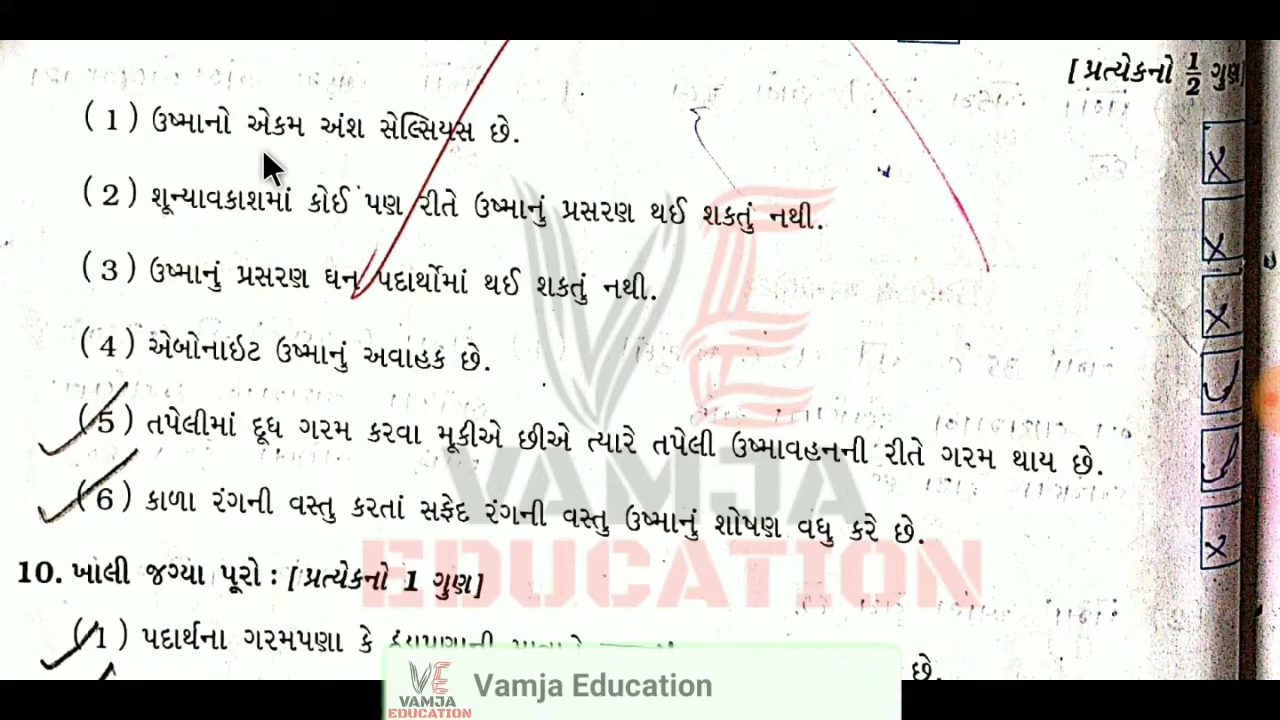 [પ્રત્યેકનો 1/2 ગુણ]
(1) ઉષ્માનો એકમ અંશ સેલ્સિયસ છે.
(2) શૂન્યાવકાશમાં કોઈ પણ રીતે ઉષ્માનું પ્રસરણ થઈ શકતું નથી.
(3) ઉષ્માનું પ્રસરણ ઘન પદાર્થોમાં થઈ શકતું નથી.
(4) એબોનાઇટ ઉષ્માનું અવાહક છે.
(5) તપેલીમાં દૂધ ગરમ કરવા મૂકીએ છીએ ત્યારે તપેલી ઉષ્માવહનની રીતે ગરમ થાય છે.
(6) કાળા રંગની વસ્તુ કરતાં સફેદ રંગની વસ્તુ ઉષ્માનું શોષણ વધુ કરે છે.
VAMJA
EDUCATION
10. ખાલી જગ્યા પૂરો : [પ્રત્યેકનો 1 ગુણ]
(1) પદાર્થના ગરમપણા કે
છે.
VAMJA
EDUCATION
Vamja Education